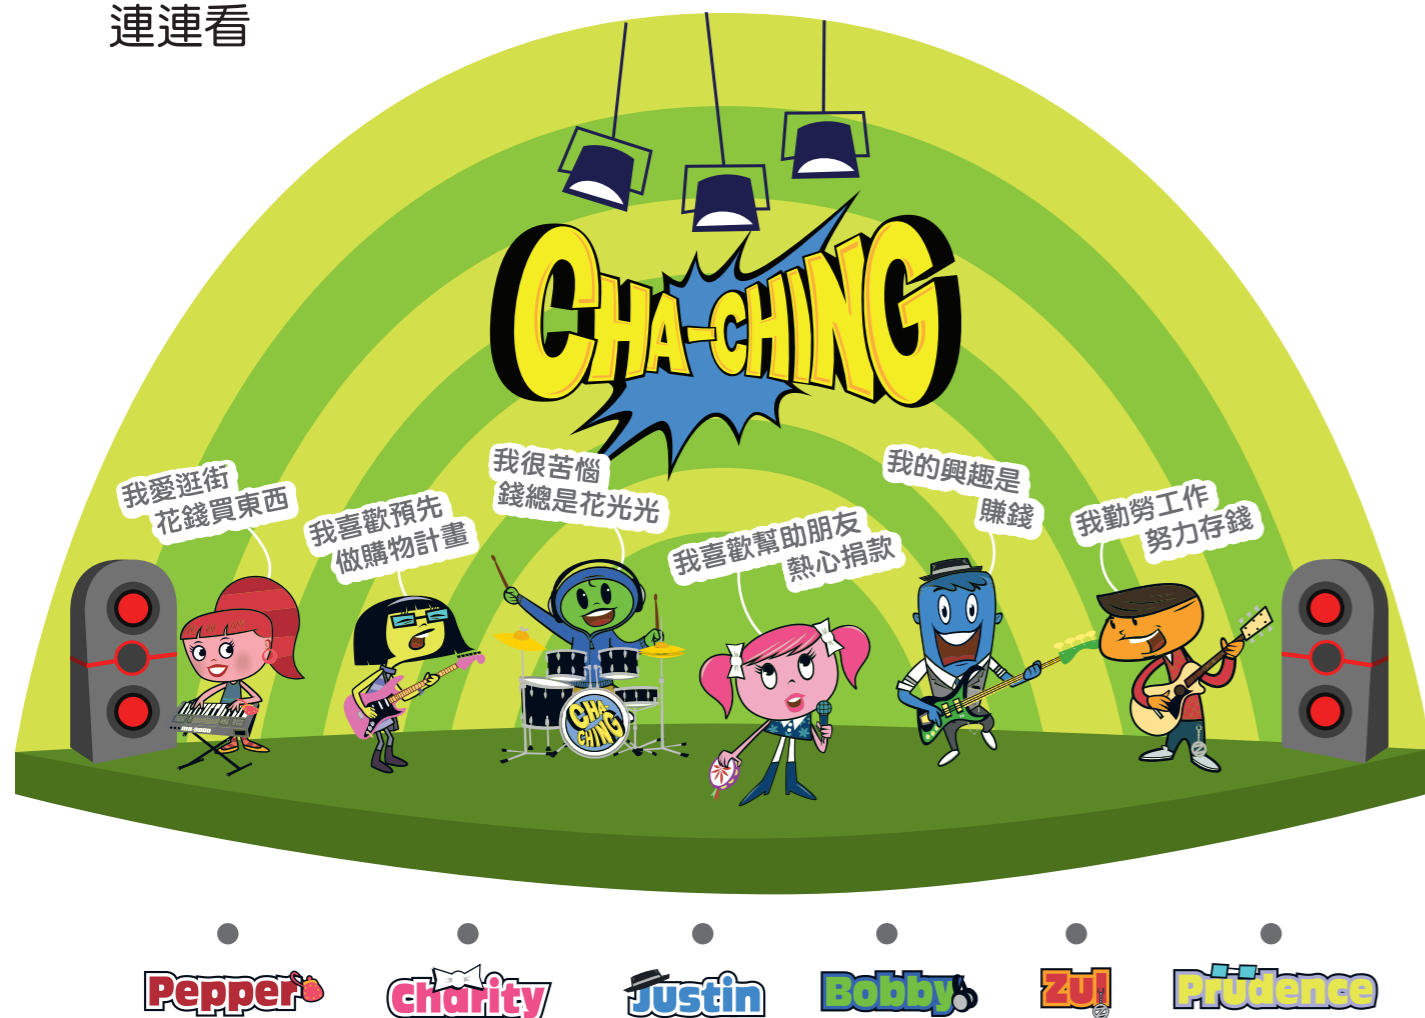 連連看
CHA-CHING
我愛逛街
花錢買東西
我喜歡預先
做購物計畫
我很苦惱
錢總是花光光
我喜歡幫助朋友
熱心捐款
我的興趣是
賺錢
我勤勞工作
努力存錢
MR-9000
CHA-
CHING
Pepper
Charity
Justin
Bobby
Zul
Prudence